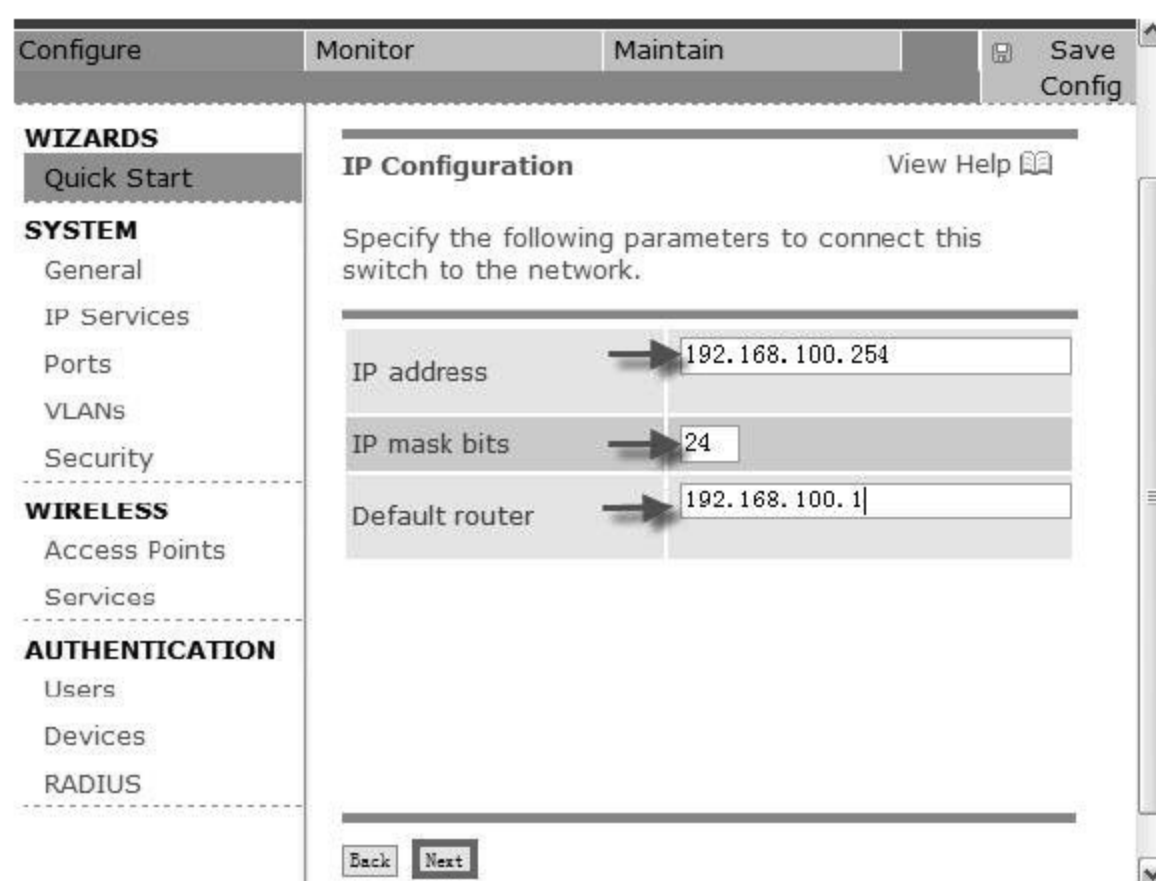 Configure
Monitor
Maintain
Save
Config
WIZARDS
Quick Start
SYSTEM
General
IP Services
Ports
VLANs
Security
WIRELESS
Access Points
Services
AUTHENTICATION
Users
Devices
RADIUS
IP Configuration
View Help
Specify the following parameters to connect this
switch to the network.
IP address
192.168.100.254
IP mask bits
24
Default router
192.168.100.1
Back
Next